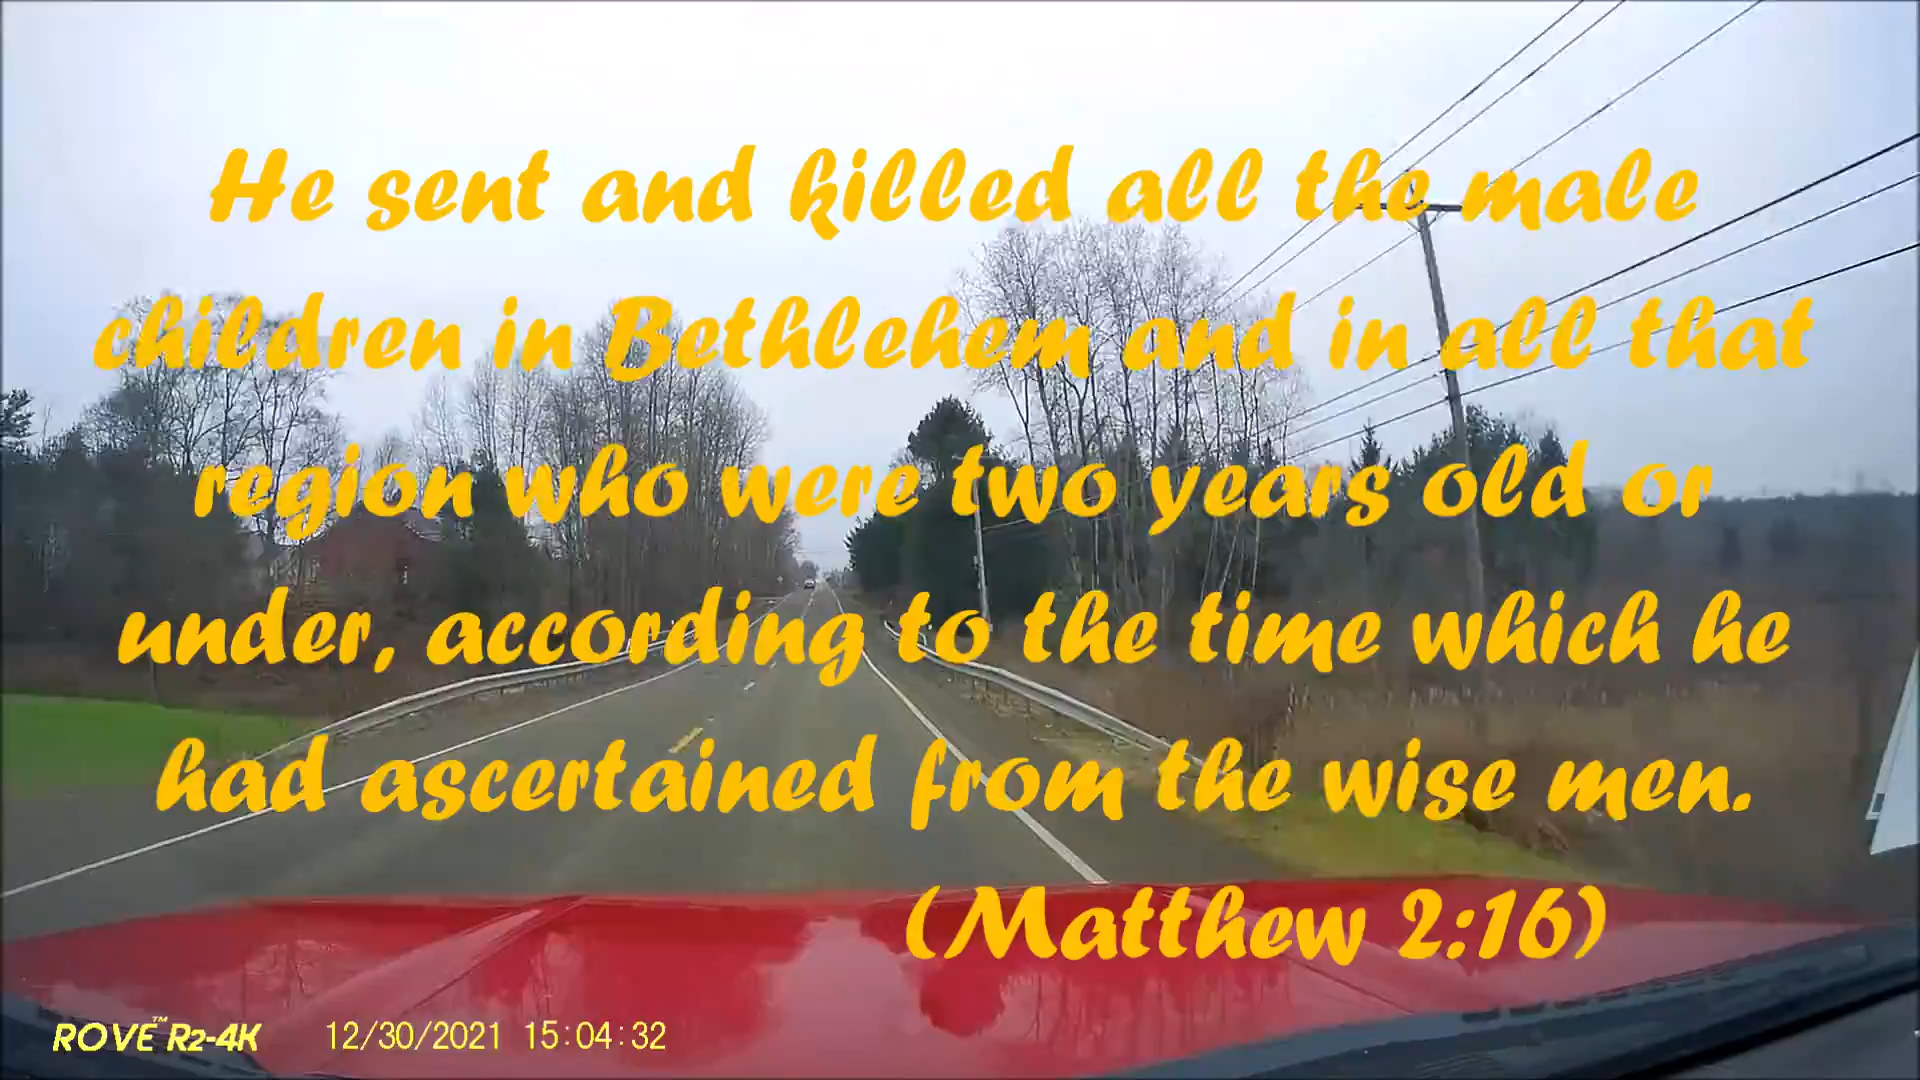 He sent and killed all the male
children in Bethlehem and in all that
region who were two years old or
under, according to the time which he
had ascertained from the wise men.
(Matthew 2:16)
ROVE™ R2-4K 12/30/2021 15:04:32